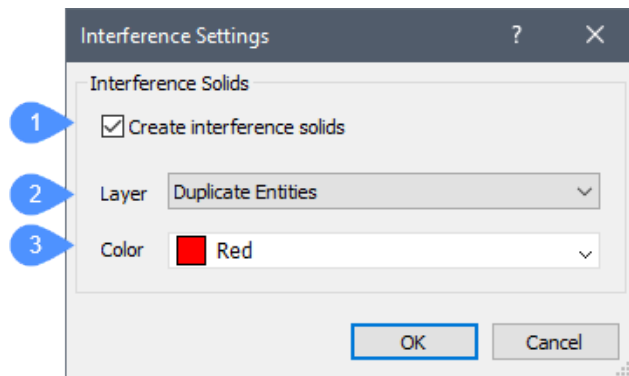 Interference Settings ? ×
Interference Solids
1 Create interference solids
2 Layer Duplicate Entities
3 Color Red
OK Cancel